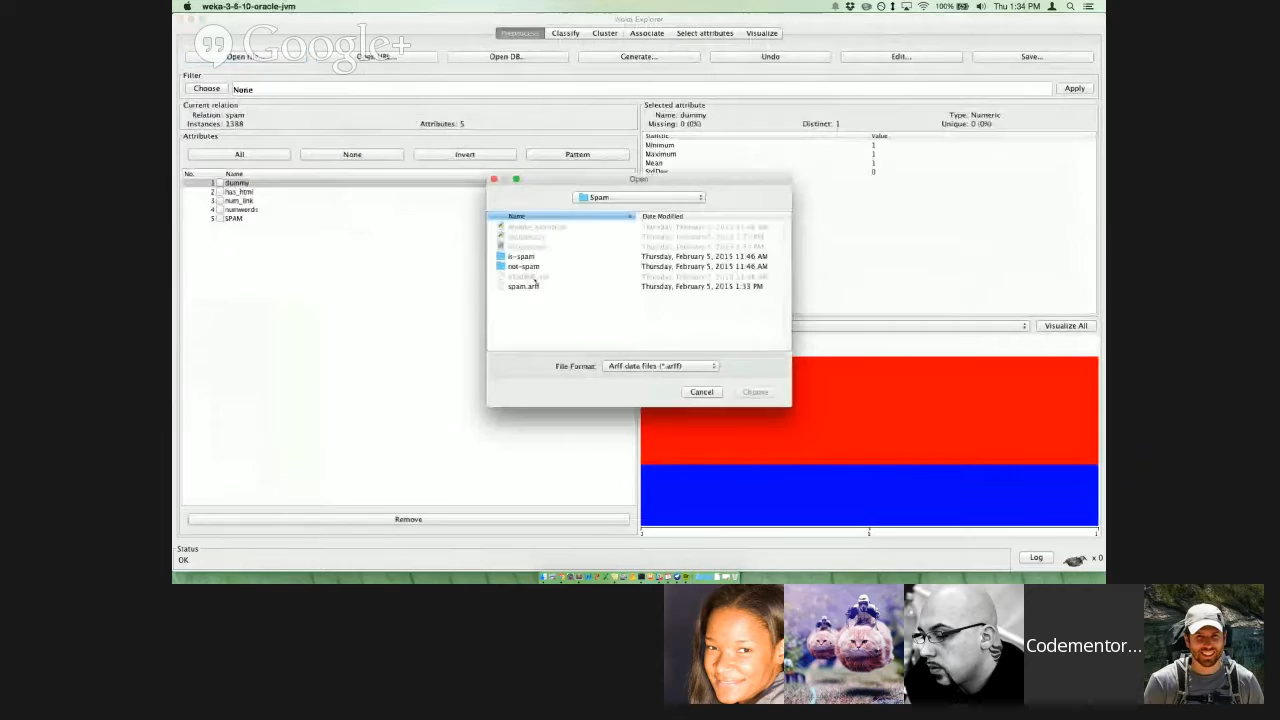 weka-3-6-10-oracle-jvm
100%
Thu 1:34 PM
Weka Explorer
Google+
Preprocess
Classify
Cluster
Associate
Select attributes
Visualize
Open DB...
Generate...
Undo
Edit...
Save...
Filter
Choose
None
Apply
Current relation
Relation: spam
Instances: 1388
Attributes: 5
Selected attribute
Name: dummy
Type: Numeric
Missing: 0 (0%)
Distinct: 1
Unique: 0 (0%)
Attributes
All
None
Invert
Pattern
Statistic
Value
Minimum
1
Maximum
1
Mean
1
StdDev
0
No.
Name
1
dummy
2
has_html
3
num_link
4
numwords
5
SPAM
Open
Spam
Name
Date Modified
is-spam
Thursday, February 5, 2015 11:46 AM
not-spam
Thursday, February 5, 2015 11:46 AM
spam.arff
Thursday, February 5, 2015 1:33 PM
File Format:
Arff data files (*.arff)
Cancel
Choose
Visualize All
Remove
Status
OK
Log
x 0
Codementor...